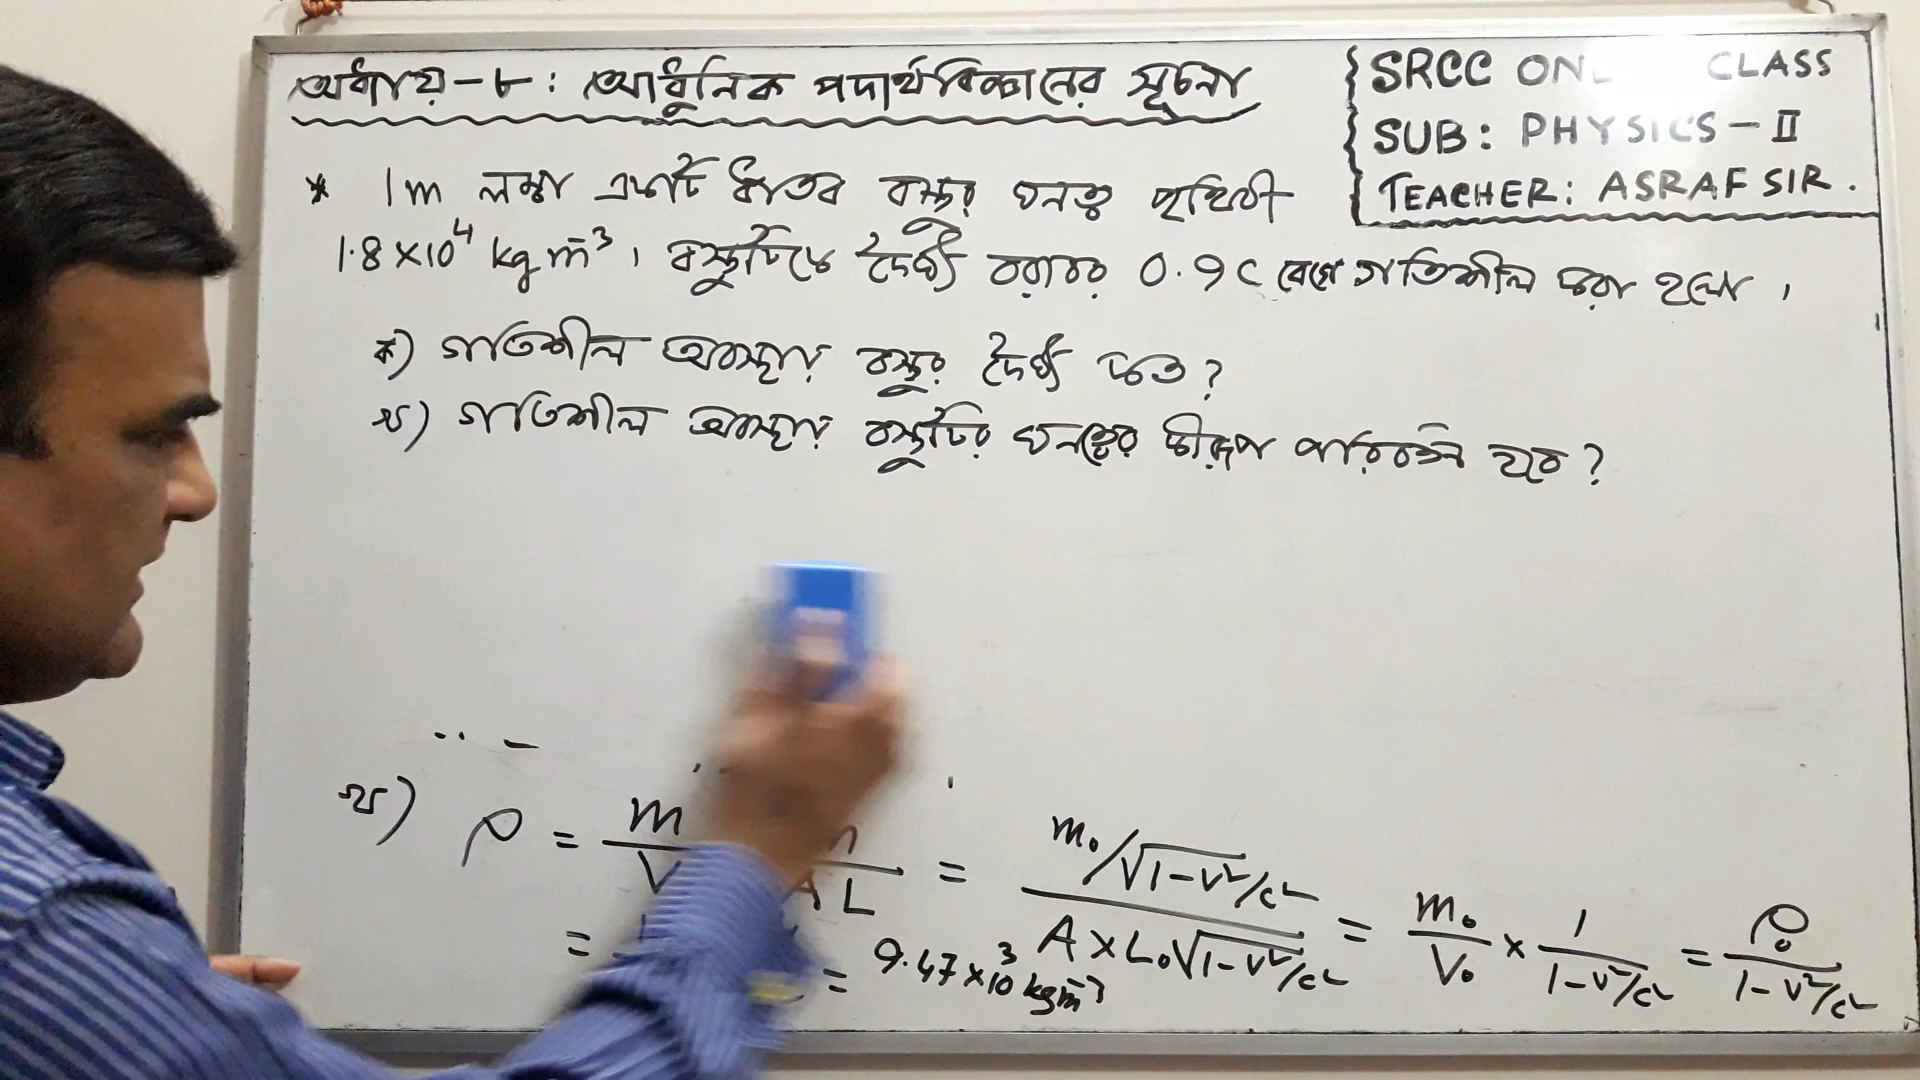 অধ্যায়-৮: আধুনিক পদার্থবিজ্ঞানের সূচনা
SRCC ON CLASS
SUB: PHYSICS-II
TEACHER: ASRAF SIR.
* 1m লম্বা একটি ধাতব বস্তুর ঘনত্ব পৃথিবী
1.8×10⁴ kgm⁻³। বস্তুটিকে দৈর্ঘ্য বরাবর 0.9c বেগে গতিশীল করা হলো।
ক) গতিশীল অবস্থায় বস্তুর দৈর্ঘ্য কত?
খ) গতিশীল অবস্থায় বস্তুটির ঘনত্বের কীরূপ পরিবর্তন হবে?
খ) ρ = m/V = m/AL = (m₀/√1-v²/c²)/(A×L₀√1-v²/c²) = m₀/V₀ × 1/(1-v²/c²) = ρ₀/(1-v²/c²)
= = 9.47×10³ kgm⁻³